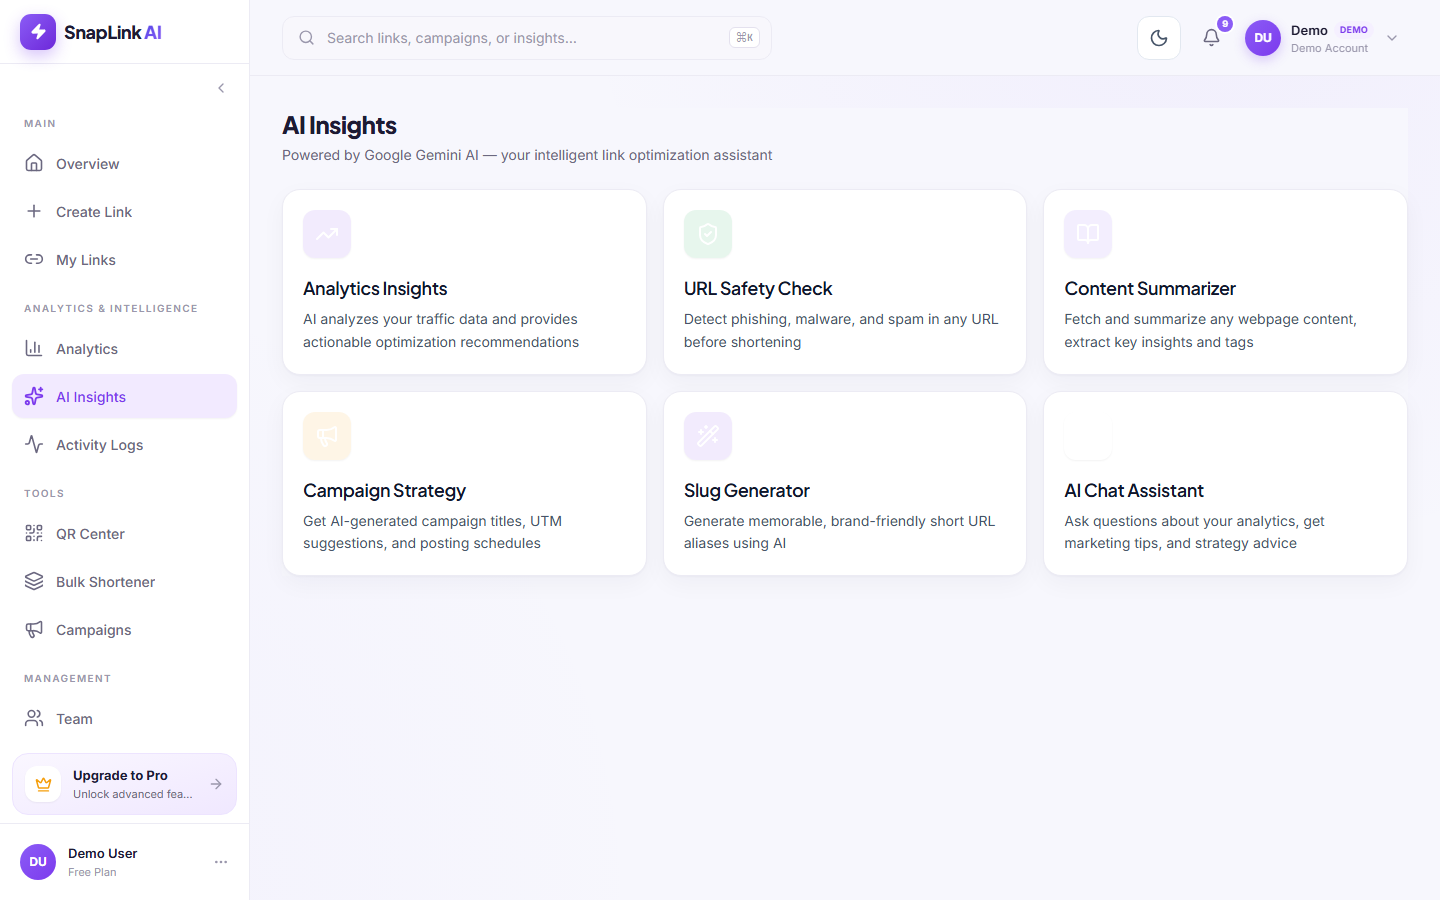 SnapLink AI
MAIN
Overview
Create Link
My Links
ANALYTICS & INTELLIGENCE
Analytics
AI Insights
Activity Logs
TOOLS
QR Center
Bulk Shortener
Campaigns
MANAGEMENT
Team
Upgrade to Pro
Unlock advanced fea...
DU
Demo User
Free Plan
Search links, campaigns, or insights...
⌘K
9
DU
Demo DEMO
Demo Account
AI Insights
Powered by Google Gemini AI — your intelligent link optimization assistant
Analytics Insights
AI analyzes your traffic data and provides
actionable optimization recommendations
URL Safety Check
Detect phishing, malware, and spam in any URL
before shortening
Content Summarizer
Fetch and summarize any webpage content,
extract key insights and tags
Campaign Strategy
Get AI-generated campaign titles, UTM
suggestions, and posting schedules
Slug Generator
Generate memorable, brand-friendly short URL
aliases using AI
AI Chat Assistant
Ask questions about your analytics, get
marketing tips, and strategy advice